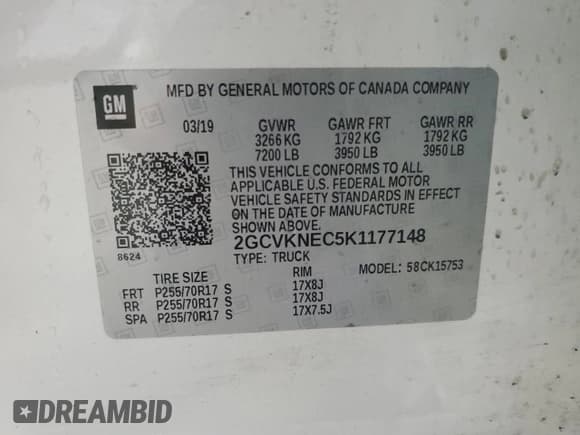 GM
MFD BY GENERAL MOTORS OF CANADA COMPANY
03/19 GVWR GAWR FRT GAWR RR
3266 KG 1792 KG 1792 KG
7200 LB 3950 LB 3950 LB
THIS VEHICLE CONFORMS TO ALL
APPLICABLE U.S. FEDERAL MOTOR
VEHICLE SAFETY STANDARDS IN EFFECT
ON THE DATE OF MANUFACTURE
SHOWN ABOVE.
8624
2GCVKNEC5K1177148
TYPE: TRUCK
MODEL: 58CK15753
TIRE SIZE RIM
FRT P255/70R17 S 17X8J
RR P255/70R17 S 17X8J
SPA P255/70R17 S 17X7.5J
DREAMBID